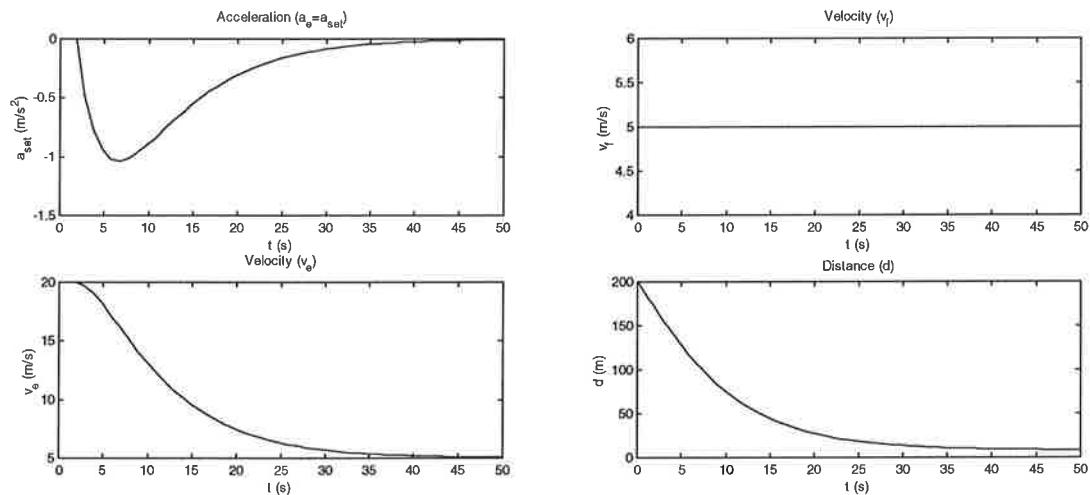 Acceleration (a_e=a_set)
0
-0.5
-1
-1.5
a_set (m/s²)
0 5 10 15 20 25 30 35 40 45 50
t (s)
Velocity (v_f)
6
5.5
5
4.5
4
v_f (m/s)
0 5 10 15 20 25 30 35 40 45 50
t (s)
Velocity (v_e)
20
15
10
5
v_e (m/s)
0 5 10 15 20 25 30 35 40 45 50
t (s)
Distance (d)
200
150
100
50
0
d (m)
0 5 10 15 20 25 30 35 40 45 50
t (s)